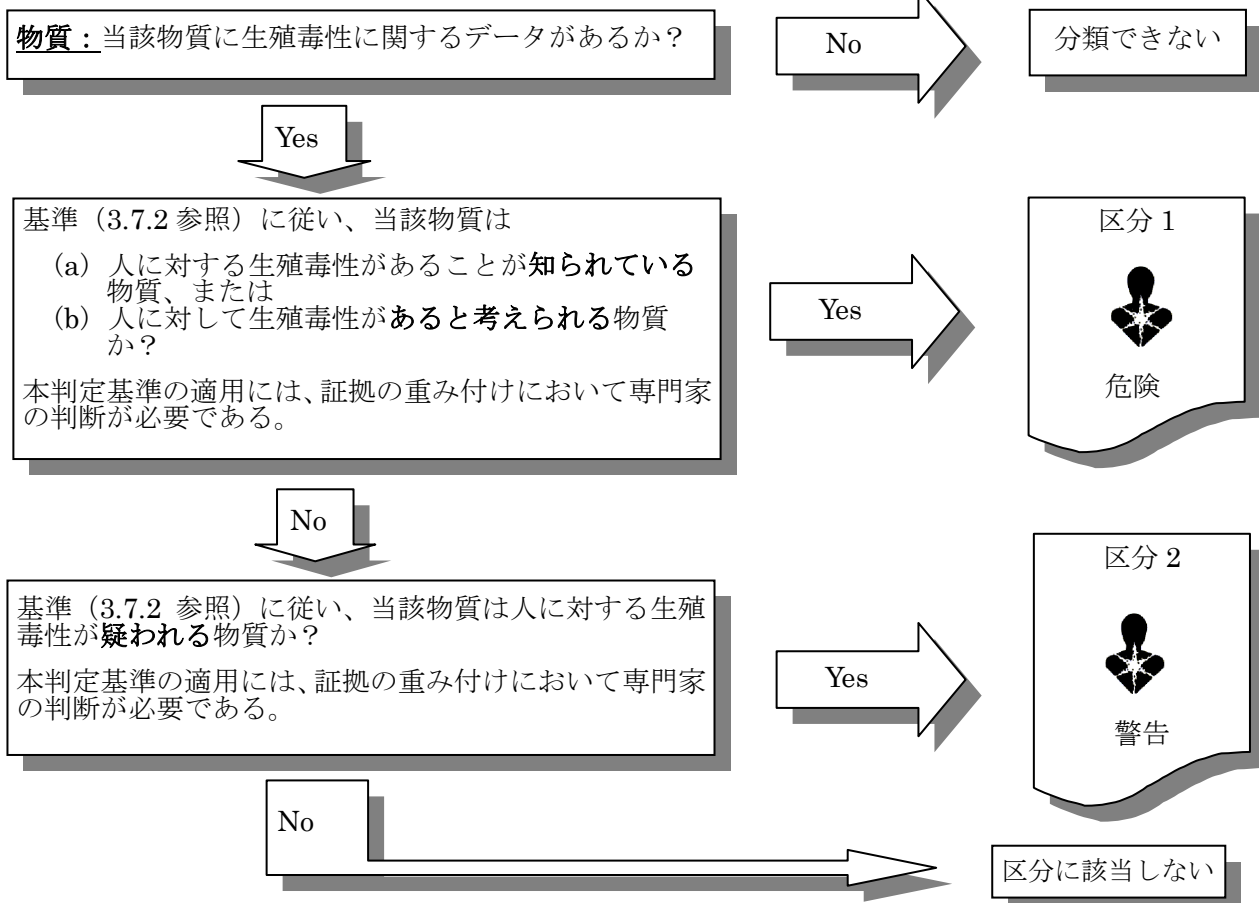 物質：当該物質に生殖毒性に関するデータがあるか？
No
分類できない
Yes
基準（3.7.2 参照）に従い、当該物質は
(a) 人に対する生殖毒性があることが知られている
物質、または
(b) 人に対して生殖毒性があると考えられる物質
か？
本判定基準の適用には、証拠の重み付けにおいて専門家
の判断が必要である。
Yes
区分 1
危険
No
基準（3.7.2 参照）に従い、当該物質は人に対する生殖
毒性が疑われる物質か？
本判定基準の適用には、証拠の重み付けにおいて専門家
の判断が必要である。
Yes
区分 2
警告
No
区分に該当しない